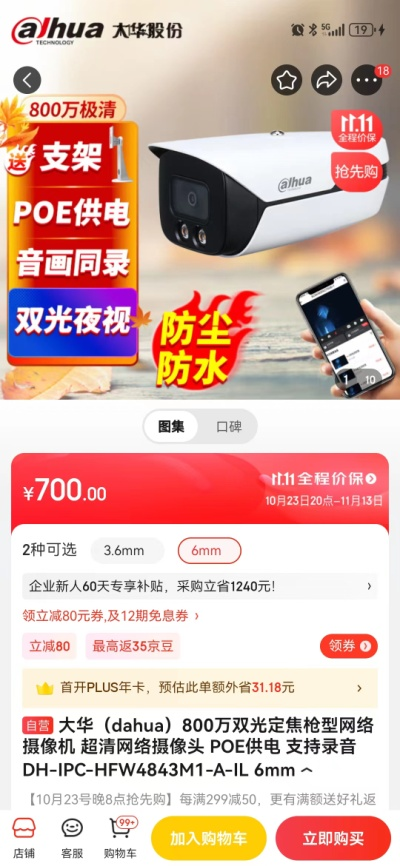 alhua
TECHNOLOGY
大华股份
5G
19
18
800万极清
送
支架
POE供电
音画同录
双光夜视
alhua
11.11
全程价保
抢先购
防尘
防水
1
10
图集
口碑
¥700.00
11.11全程价保
10月23日20点-11月13日
2种可选
3.6mm
6mm
企业新人60天专享补贴，采购立省1240元!
领立减80元券,及12期免息券
立减80
最高返35京豆
领券
首开PLUS年卡，预估此单额外省31.18元
自营 大华（dahua）800万双光定焦枪型网络
摄像机 超清网络摄像头 POE供电 支持录音
DH-IPC-HFW4843M1-A-IL 6mm
【10月23号晚8点抢先购】每满299减50，更有满额送好礼返
店铺
客服
99+
购物车
加入购物车
立即购买